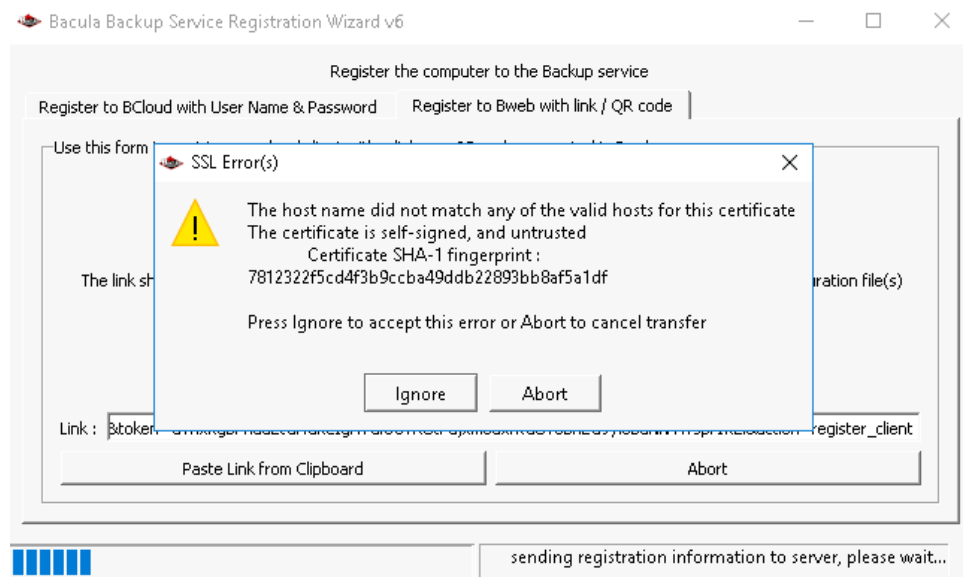 Bacula Backup Service Registration Wizard v6
Register the computer to the Backup service
Register to BCloud with User Name & Password
Register to Bweb with link / QR code
Use this form
SSL Error(s)
The host name did not match any of the valid hosts for this certificate
The certificate is self-signed, and untrusted
Certificate SHA-1 fingerprint :
7812322f5cd4f3b9ccba49ddb22893bb8af5a1df
The link
file(s)
Press Ignore to accept this error or Abort to cancel transfer
Ignore
Abort
Link :
register_client
Paste Link from Clipboard
Abort
sending registration information to server, please wait...